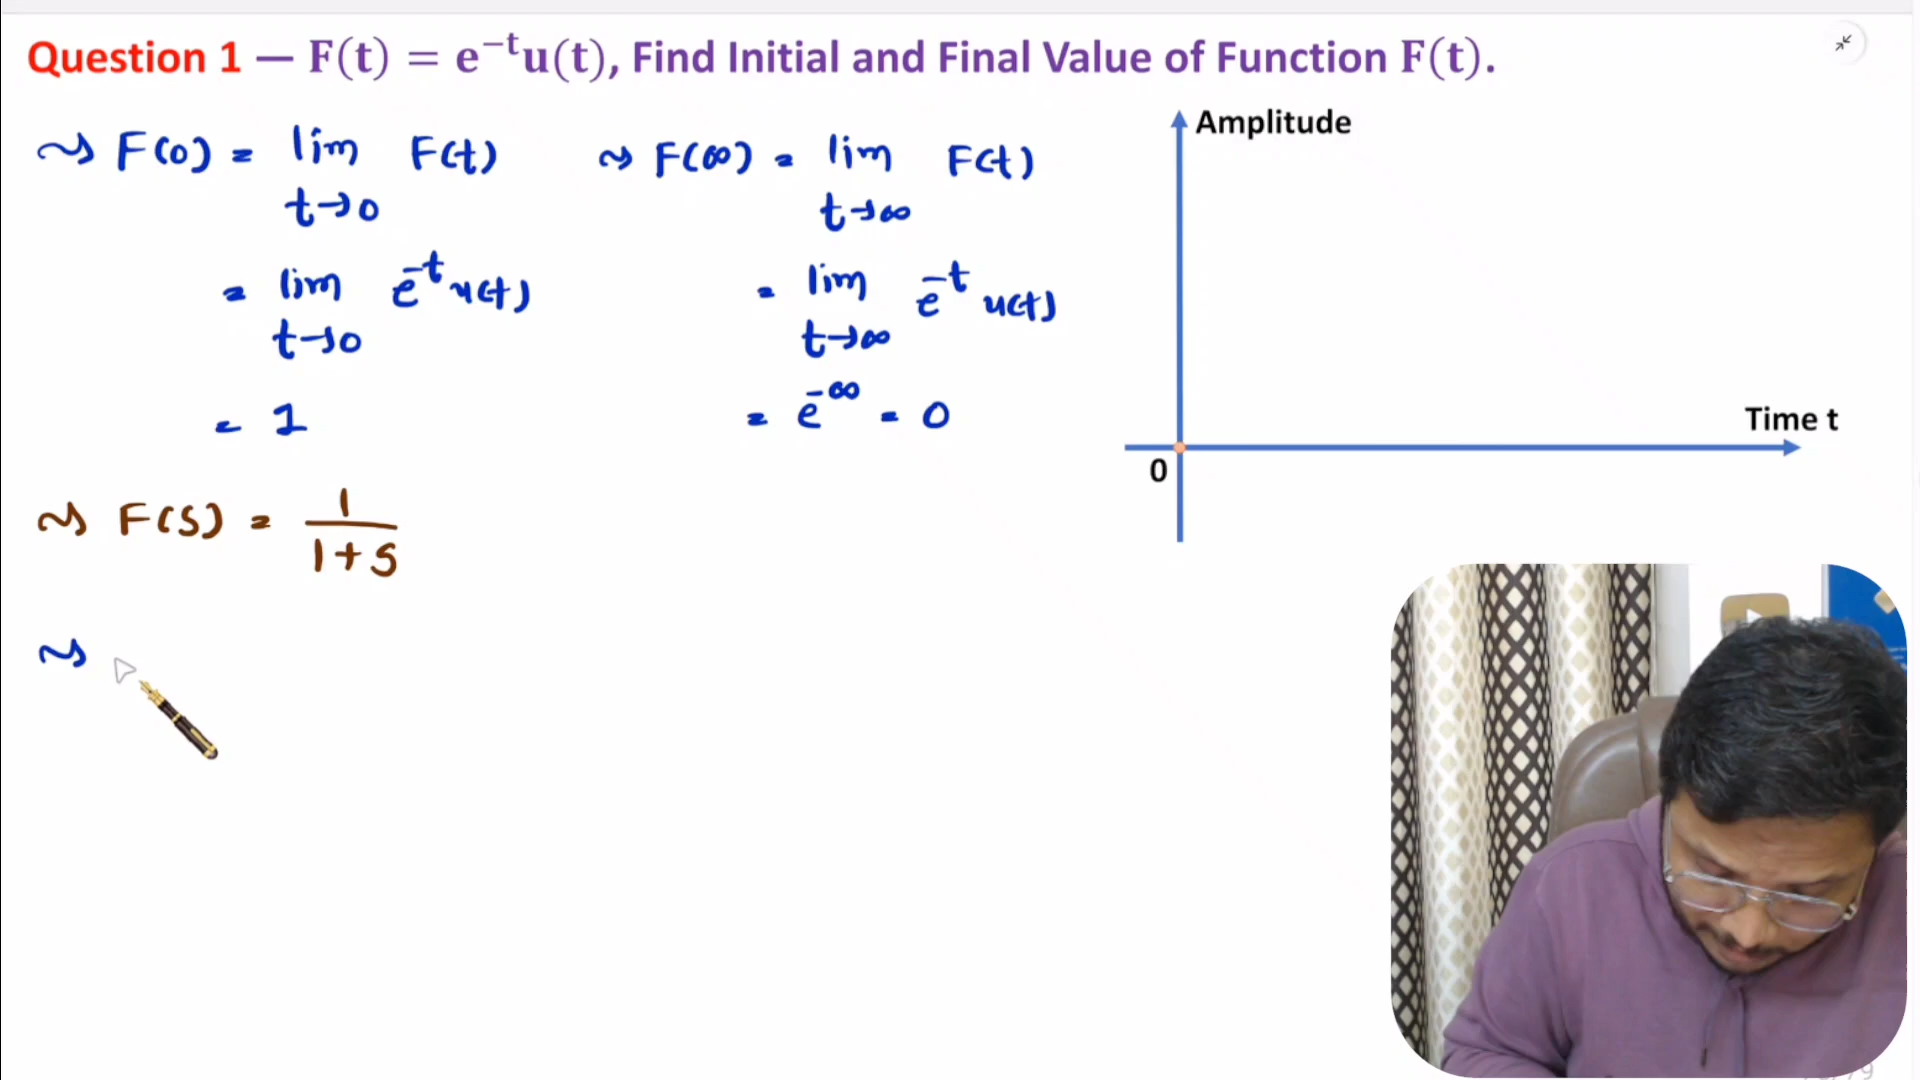 Question 1 — F(t) = e⁻ᵗu(t), Find Initial and Final Value of Function F(t).
⇝ F(0) = lim F(t)
t→0
= lim e⁻ᵗ u(t)
t→0
= 1
⇝ F(∞) = lim F(t)
t→∞
= lim e⁻ᵗ u(t)
t→∞
= e^-∞ = 0
Amplitude
Time t
0
⇝ F(S) = 1
1+S
⇝